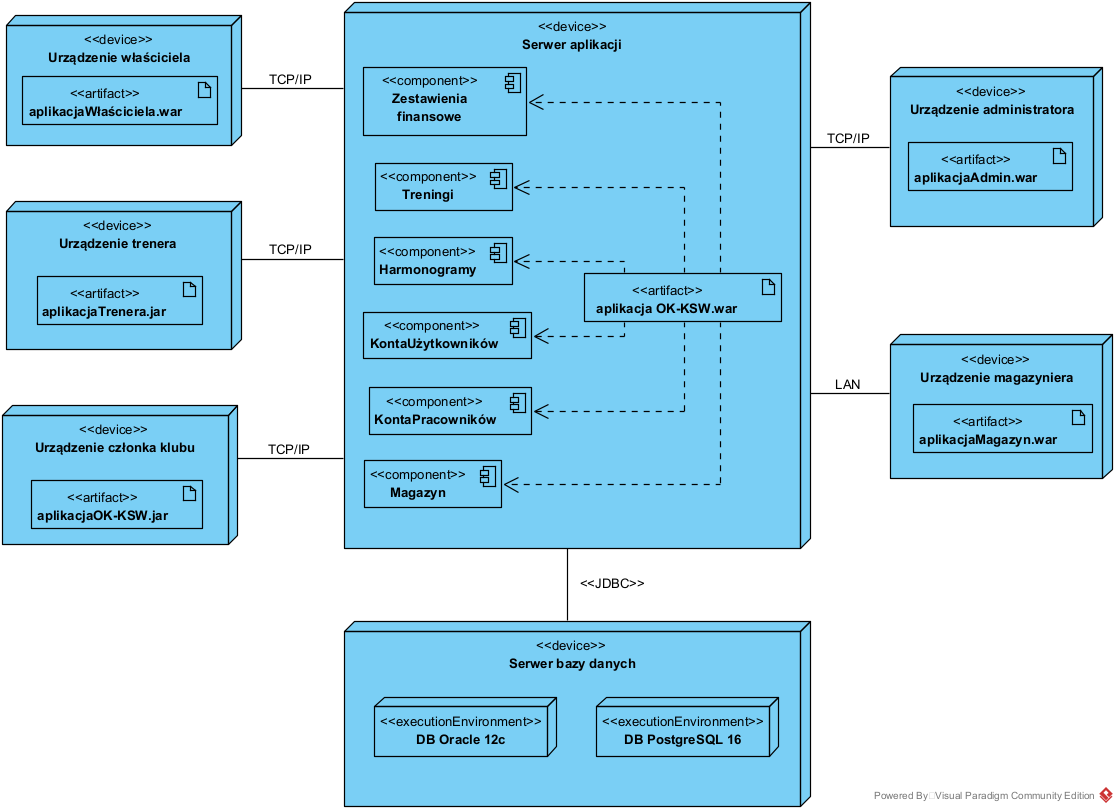 <<device>>
Urządzenie właściciela
<<artifact>>
aplikacjaWłaściciela.war
TCP/IP
<<device>>
Urządzenie trenera
<<artifact>>
aplikacjaTrenera.jar
TCP/IP
<<device>>
Urządzenie członka klubu
<<artifact>>
aplikacjaOK-KSW.jar
TCP/IP
<<device>>
Serwer aplikacji
<<component>>
Zestawienia
finansowe
<<component>>
Treningi
<<component>>
Harmonogramy
<<component>>
KontaUżytkowników
<<component>>
KontaPracowników
<<component>>
Magazyn
<<artifact>>
aplikacja OK-KSW.war
TCP/IP
<<device>>
Urządzenie administratora
<<artifact>>
aplikacjaAdmin.war
LAN
<<device>>
Urządzenie magazyniera
<<artifact>>
aplikacjaMagazyn.war
<<JDBC>>
<<device>>
Serwer bazy danych
<<executionEnvironment>>
DB Oracle 12c
<<executionEnvironment>>
DB PostgreSQL 16
Powered By Visual Paradigm Community Edition